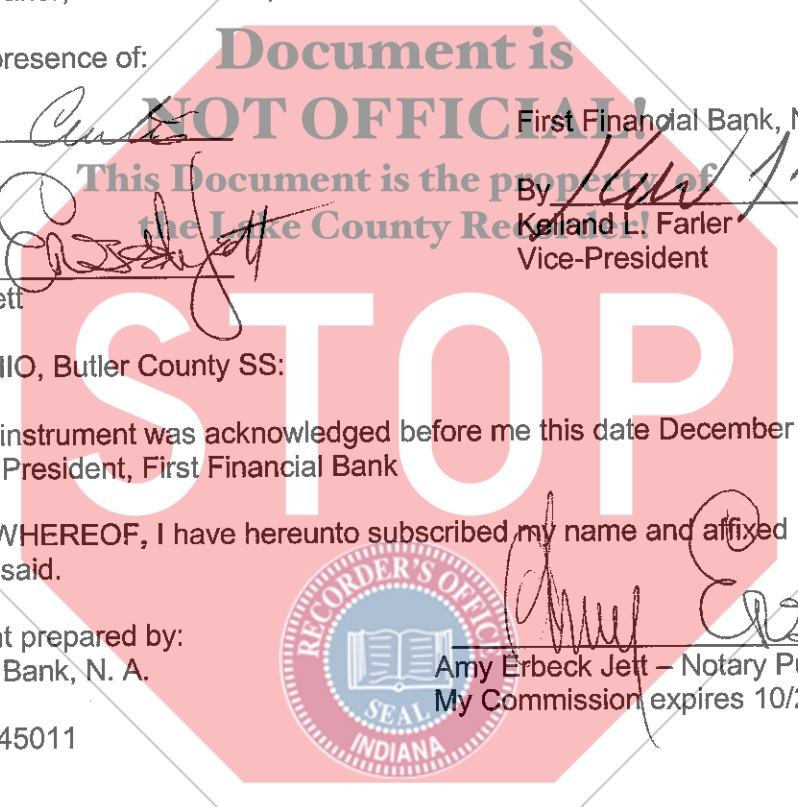 presence of:
Document is
NOT OFFICIAL!
This Document is the property of
the Lake County Recorder!
First Financial Bank, N
By
Kelland L. Farler
Vice-President
ett
HIO, Butler County SS:
STOP
instrument was acknowledged before me this date December
President, First Financial Bank
WHEREOF, I have hereunto subscribed my name and affixed
said.
t prepared by:
Bank, N. A.
45011
Amy Erbeck Jett – Notary Pu
My Commission expires 10/2
RECORDER'S OFFICE
SEAL
INDIANA